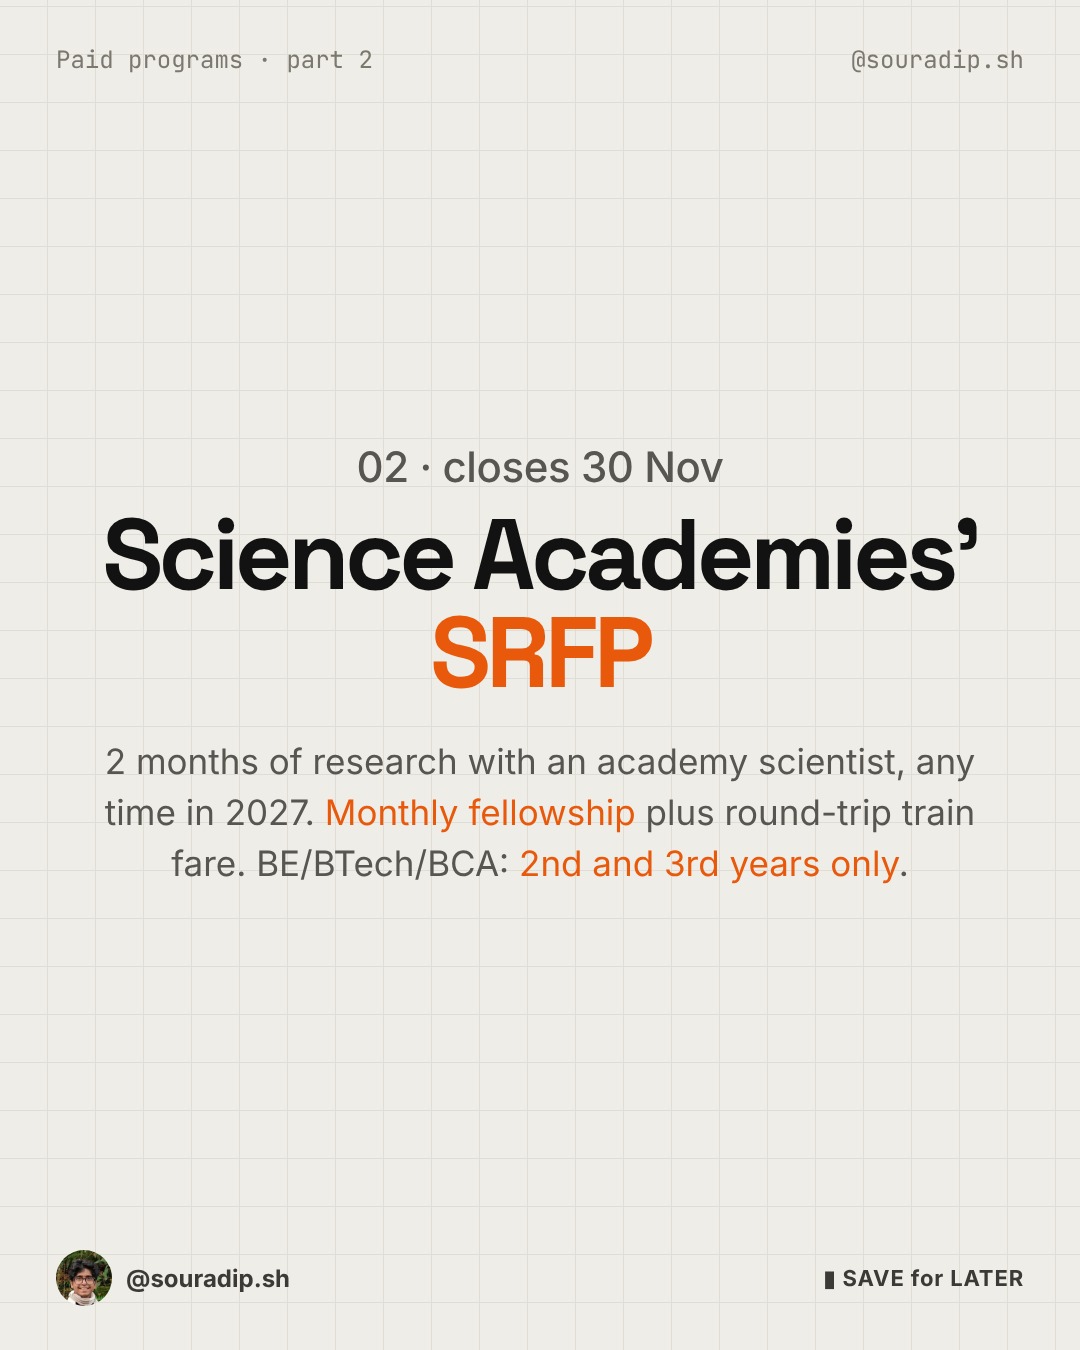 Paid programs · part 2
@souradip.sh
02 · closes 30 Nov
Science Academies’
SRFP
2 months of research with an academy scientist, any
time in 2027. Monthly fellowship plus round-trip train
fare. BE/BTech/BCA: 2nd and 3rd years only.
@souradip.sh
SAVE for LATER